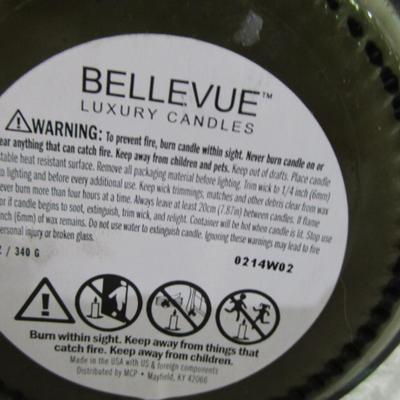 BELLEVUE™
LUXURY CANDLES
WARNING: To prevent fire, burn candle within sight. Never burn candle on or
near anything that can catch fire. Keep away from children and pets. Keep out of drafts. Place candle
stable heat resistant surface. Remove all packaging material before lighting. Trim wick to 1/4 inch (6mm)
to lighting and before every additional use. Keep wick trimmings, matches and other debris clear from wax
never burn more than four hours at a time. Always leave at least 20cm (7.87in) between candles. If flame
or if candle begins to soot, extinguish, trim wick, and relight. Container will be hot when candle is lit. Stop use
inch (6mm) of wax remains. Do not use water to extinguish candle. Ignoring these warnings may lead to fire
personal injury or broken glass.
/ 340 G
0214W02
Burn within sight. Keep away from things that
catch fire. Keep away from children.
Made in the USA with US & foreign components
Distributed by MCP • Mayfield, KY 42066